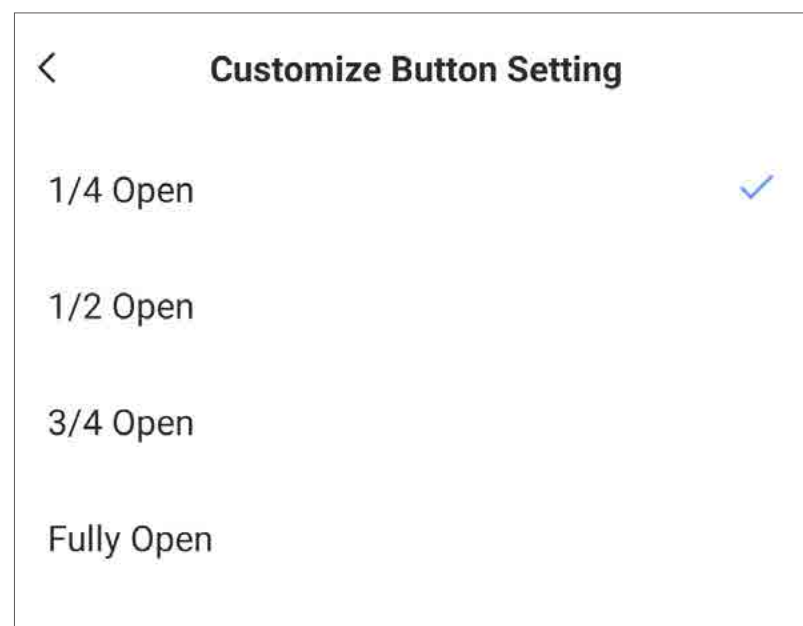 Customize Button Setting
1/4 Open
1/2 Open
3/4 Open
Fully Open